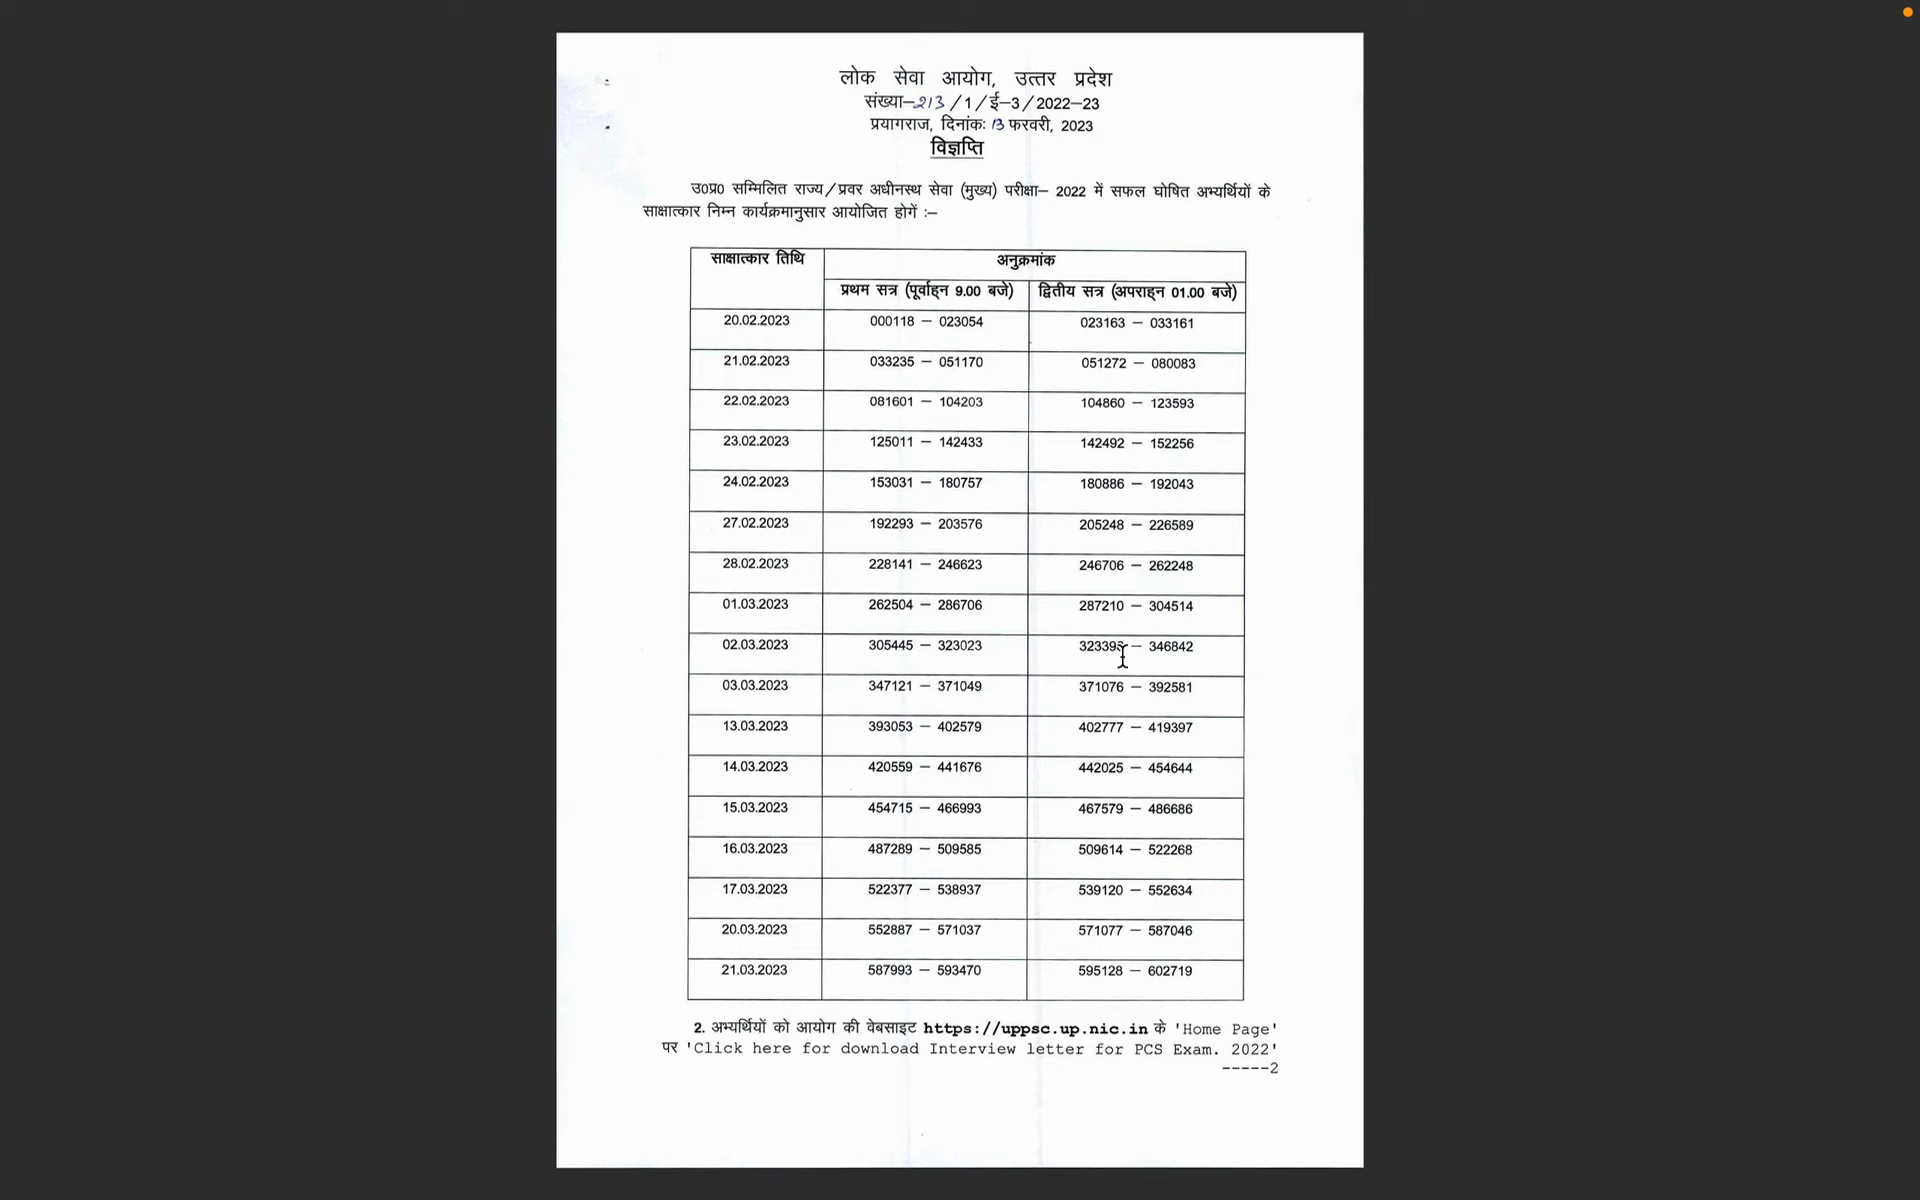 लोक सेवा आयोग, उत्तर प्रदेश
संख्या–213/1/ई–3/2022–23
प्रयागराज, दिनांकः 13 फरवरी, 2023
विज्ञप्ति
उ0प्र0 सम्मिलित राज्य/प्रवर अधीनस्थ सेवा (मुख्य) परीक्षा– 2022 में सफल घोषित अभ्यर्थियों के
साक्षात्कार निम्न कार्यक्रमानुसार आयोजित होगें :–
साक्षात्कार तिथि अनुक्रमांक
प्रथम सत्र (पूर्वाह्न 9.00 बजे) द्वितीय सत्र (अपराह्न 01.00 बजे)
20.02.2023 000118 – 023054 023163 – 033161
21.02.2023 033235 – 051170 051272 – 080083
22.02.2023 081601 – 104203 104860 – 123593
23.02.2023 125011 – 142433 142492 – 152256
24.02.2023 153031 – 180757 180886 – 192043
27.02.2023 192293 – 203576 205248 – 226589
28.02.2023 228141 – 246623 246706 – 262248
01.03.2023 262504 – 286706 287210 – 304514
02.03.2023 305445 – 323023 – 346842
03.03.2023 347121 – 371049 371076 – 392581
13.03.2023 393053 – 402579 402777 – 419397
14.03.2023 420559 – 441676 442025 – 454644
15.03.2023 454715 – 466993 467579 – 486686
16.03.2023 487289 – 509585 509614 – 522268
17.03.2023 522377 – 538937 539120 – 552634
20.03.2023 552887 – 571037 571077 – 587046
21.03.2023 587993 – 593470 595128 – 602719
2. अभ्यर्थियों को आयोग की वेबसाइट https://uppsc.up.nic.in के 'Home Page'
पर 'Click here for download Interview letter for PCS Exam. 2022'
-----2